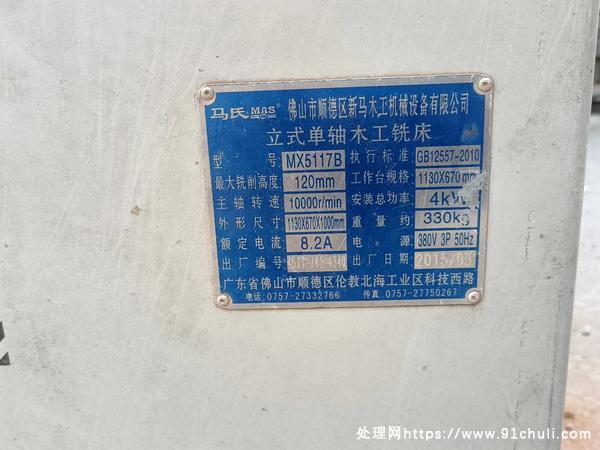 马氏 MAS 佛山市顺德区新马木工机械设备有限公司
立式单轴木工铣床
型 号: MX5117B 执行标准: GB12557-2010
最大铣削高度: 120mm 工作台规格: 1130X670mm
主轴转速: 10000r/min 安装总功率: 4kW
外形尺寸: 1130X670X1000mm 重量约: 330kg
额定电流: 8.2A 电 源: 380V 3P 50Hz
出厂编号: 出厂日期: 2015/03
广东省佛山市顺德区伦教北海工业区科技西路
电话:0757-27332766 传真:0757-27750267
处理网https://www.91chuli.com/